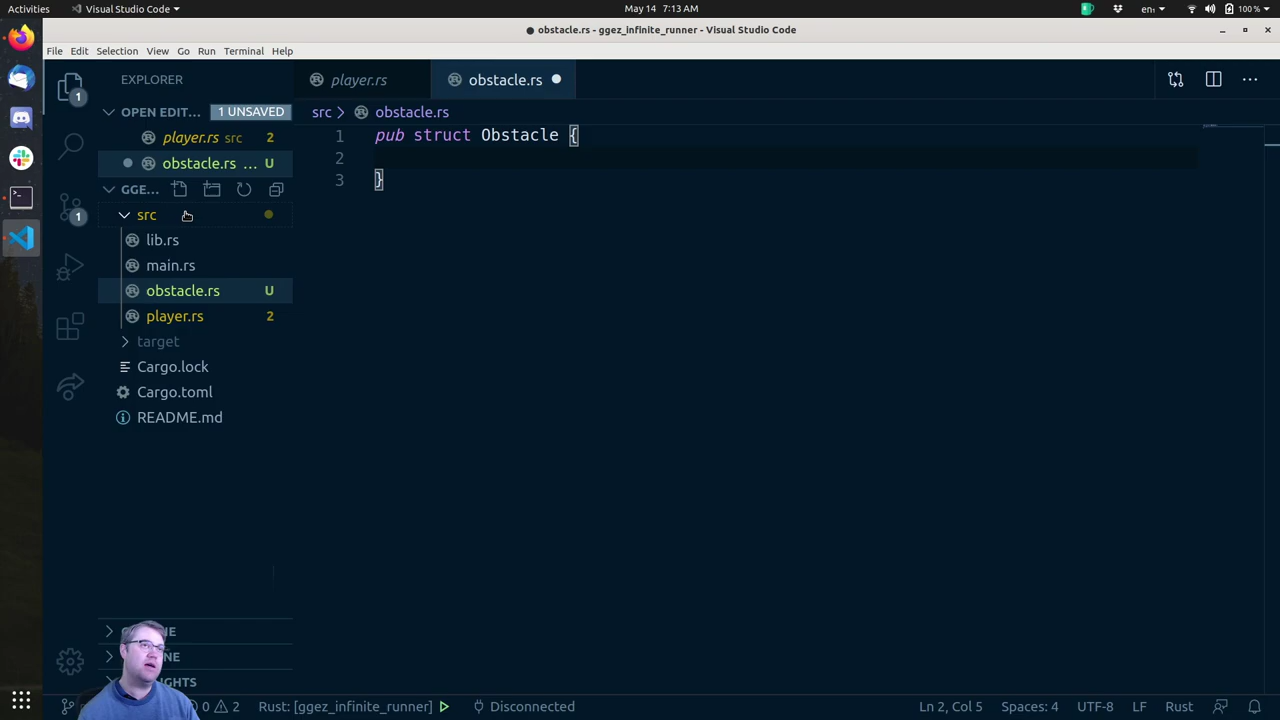 Activities
Visual Studio Code
May 14 7:13 AM
en
100 %
obstacle.rs - ggez_infinite_runner - Visual Studio Code
File Edit Selection View Go Run Terminal Help
EXPLORER
player.rs
obstacle.rs
1
OPEN EDIT… 1 UNSAVED
src > obstacle.rs
player.rs src 2
obstacle.rs … U
GGEZ…
1
src
lib.rs
main.rs
obstacle.rs U
player.rs 2
target
Cargo.lock
Cargo.toml
README.md
1 pub struct Obstacle {
2
3 }
0 2
Rust: [ggez_infinite_runner]
Disconnected
Ln 2, Col 5
Spaces: 4
UTF-8
LF
Rust